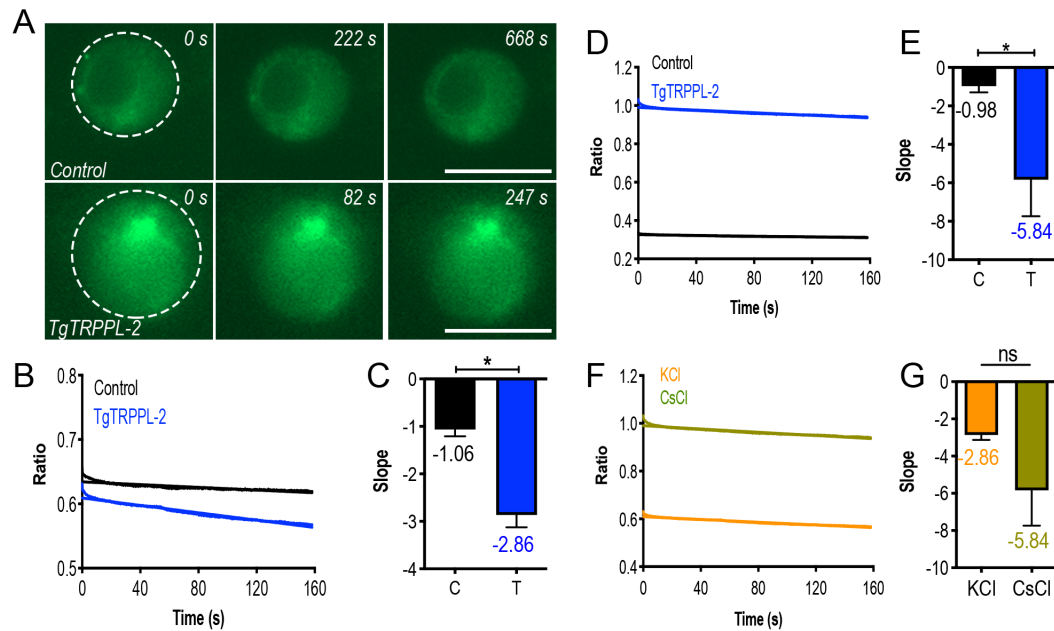 A
0 s
222 s
668 s
Control
0 s
82 s
247 s
TgTRPPL-2
B
0.8
0.7
0.6
0.5
Ratio
Control
TgTRPPL-2
0
40
80
120
160
Time (s)
C
*
0
-1
-2
-3
-4
Slope
-1.06
-2.86
C
T
D
1.2
1.0
0.8
0.6
0.4
0.2
Ratio
Control
TgTRPPL-2
0
40
80
120
160
Time (s)
E
*
0
-2
-4
-6
-8
-10
Slope
-0.98
-5.84
C
T
F
1.2
1.0
0.8
0.6
0.4
Ratio
KCl
CsCl
0
40
80
120
160
Time (s)
G
ns
0
-2
-4
-6
-8
-10
Slope
-2.86
-5.84
KCl
CsCl